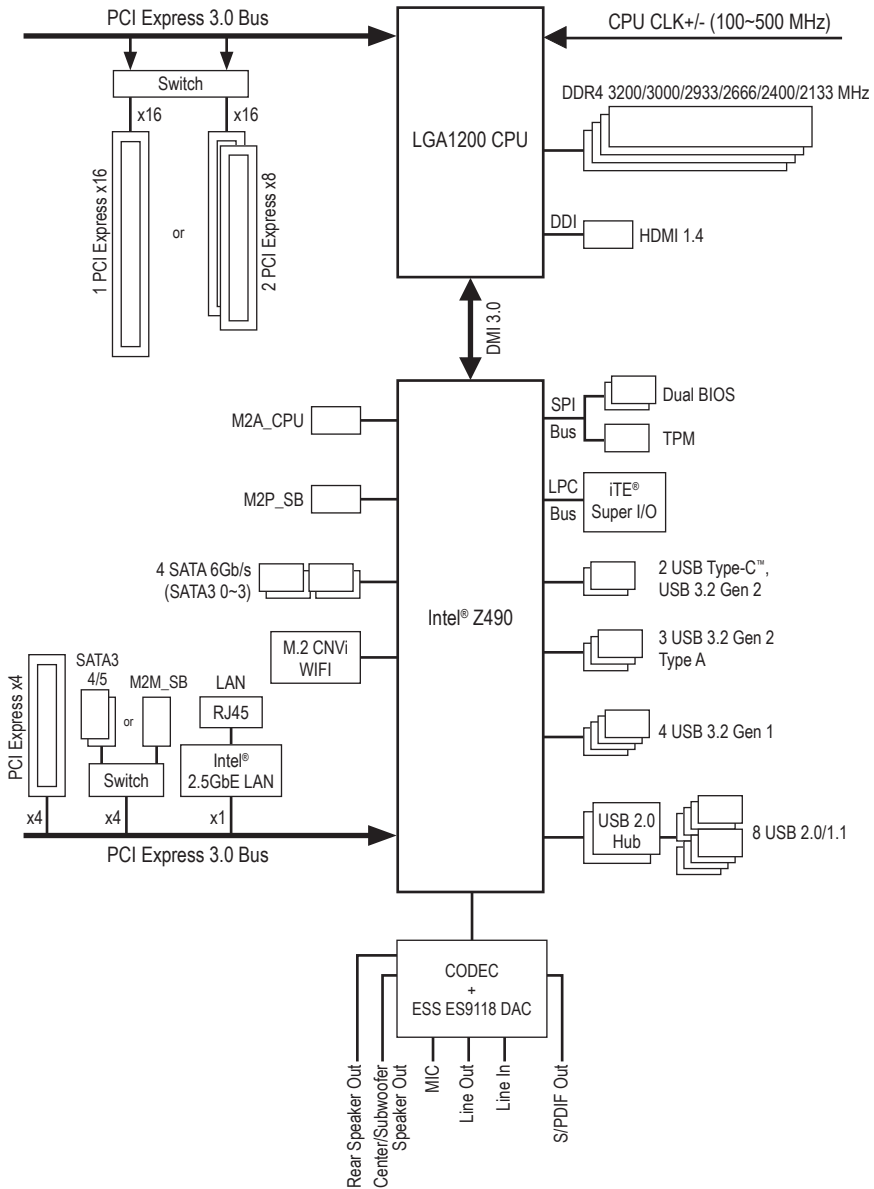 PCI Express 3.0 Bus
CPU CLK+/- (100~500 MHz)
Switch
x16
x16
1 PCI Express x16
or
2 PCI Express x8
LGA1200 CPU
DDR4 3200/3000/2933/2666/2400/2133 MHz
DDI
HDMI 1.4
DMI 3.0
M2A_CPU
SPI
Bus
Dual BIOS
TPM
M2P_SB
LPC
Bus
iTE®
Super I/O
4 SATA 6Gb/s
(SATA3 0~3)
Intel® Z490
2 USB Type-C™,
USB 3.2 Gen 2
M.2 CNVi
WIFI
3 USB 3.2 Gen 2
Type A
PCI Express x4
SATA3
4/5
or
M2M_SB
LAN
RJ45
Switch
Intel®
2.5GbE LAN
4 USB 3.2 Gen 1
x4
x4
x1
PCI Express 3.0 Bus
USB 2.0
Hub
8 USB 2.0/1.1
CODEC
+
ESS ES9118 DAC
Rear Speaker Out
Center/Subwoofer
Speaker Out
MIC
Line Out
Line In
S/PDIF Out